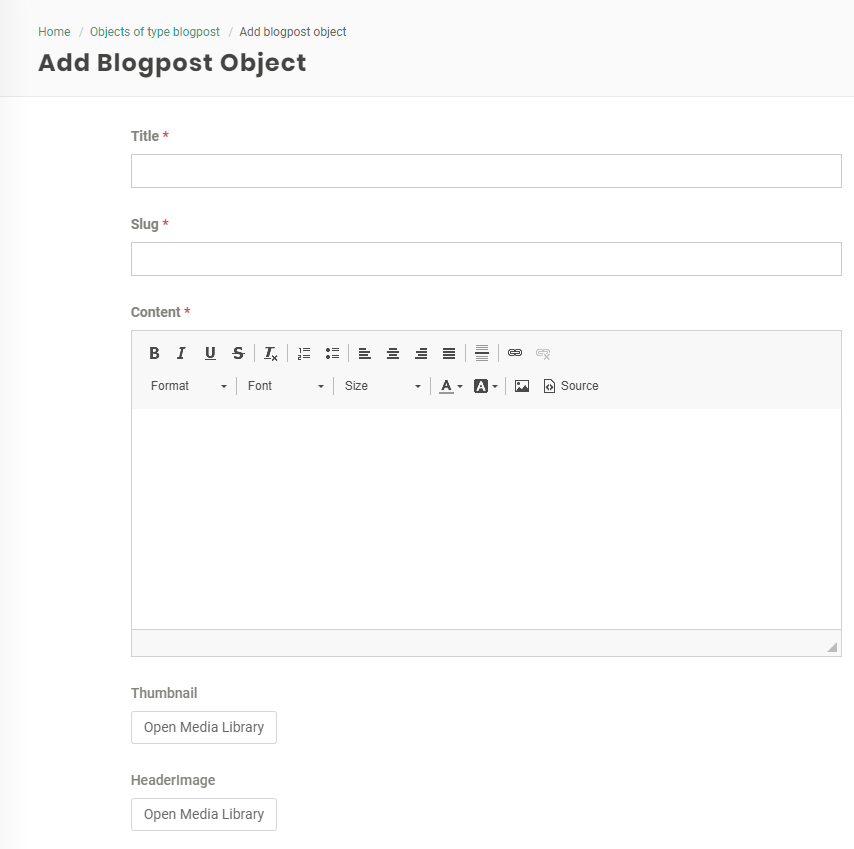 Home / Objects of type blogpost / Add blogpost object
Add Blogpost Object
Title *
Slug *
Content *
B I U S Ix
Format Font Size A A Source
Thumbnail
Open Media Library
HeaderImage
Open Media Library